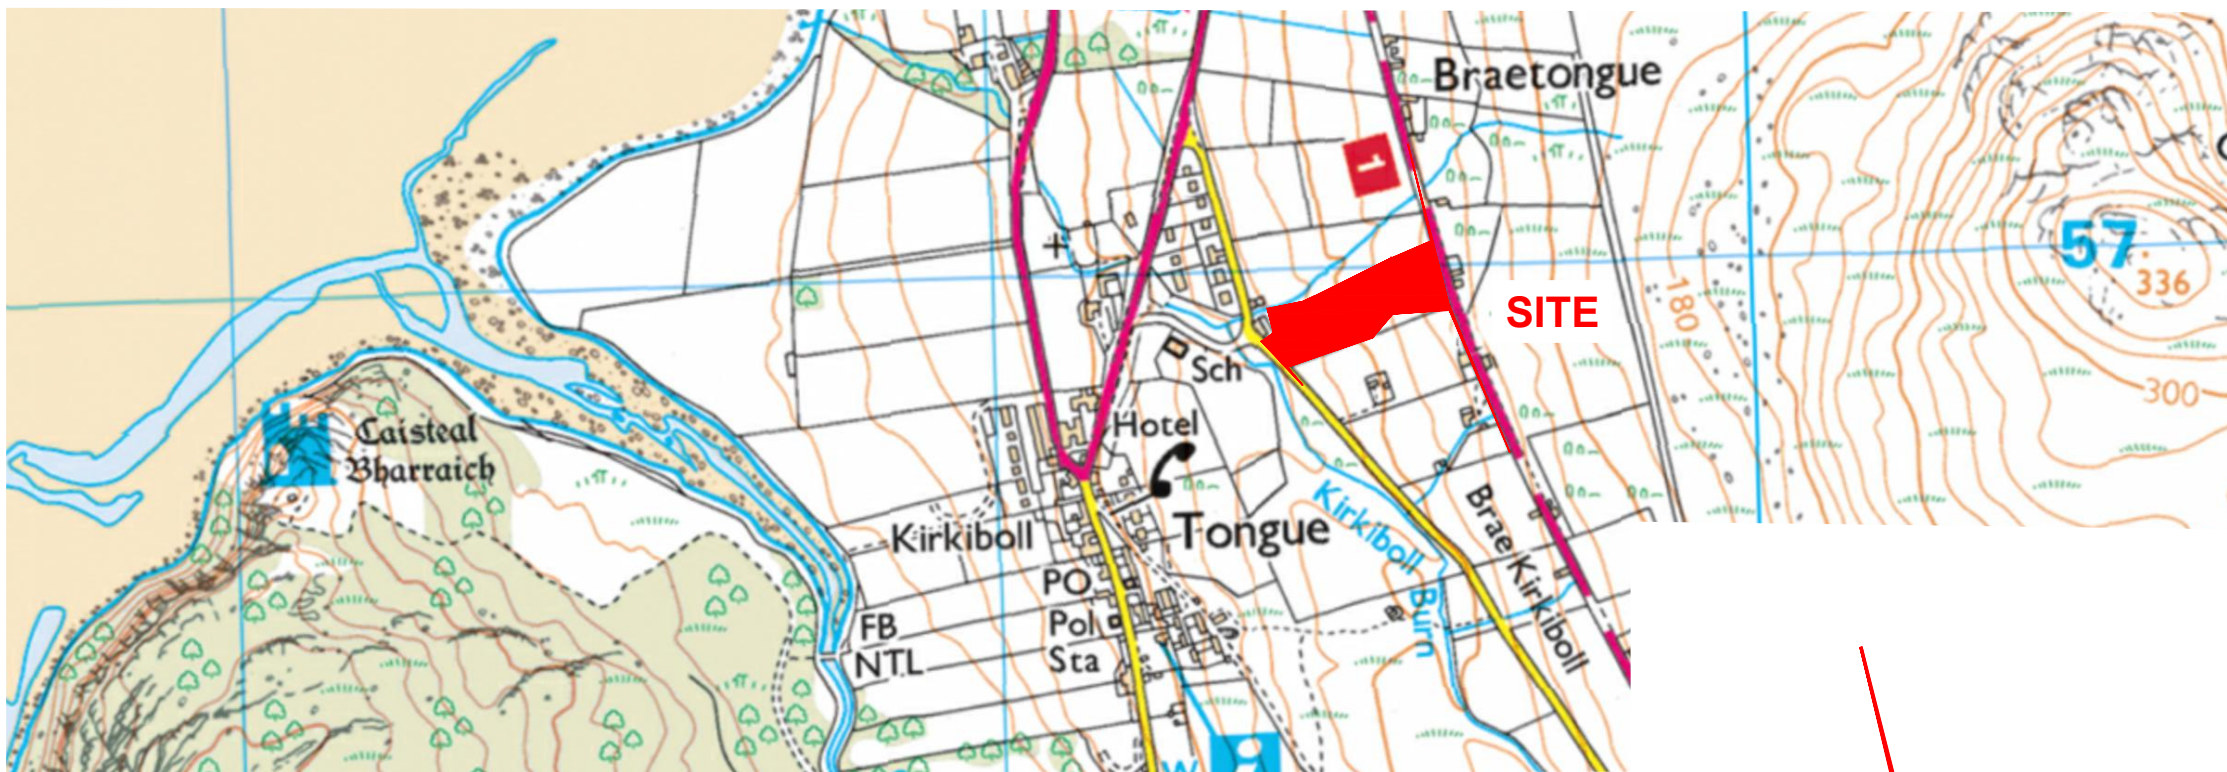 Braetongue
1
57
336
SITE
180
Sch
300
Hotel
Caisteal
Bharraich
Kirkiboll
Tongue
Kirkiboll
Burn
Brae Kirkiboll
PO
Pol
Sta
FB
NTL
W
i